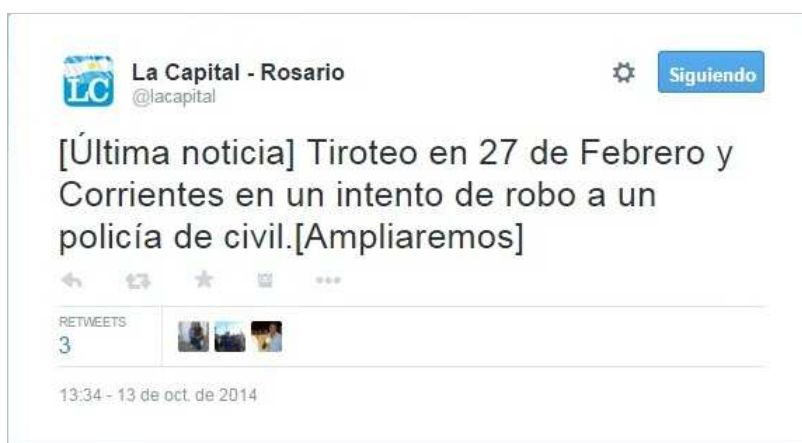 LC
La Capital - Rosario
@lacapital
Siguiendo
[Última noticia] Tiroteo en 27 de Febrero y
Corrientes en un intento de robo a un
policía de civil.[Ampliaremos]
RETWEETS
3
13:34 - 13 de oct. de 2014